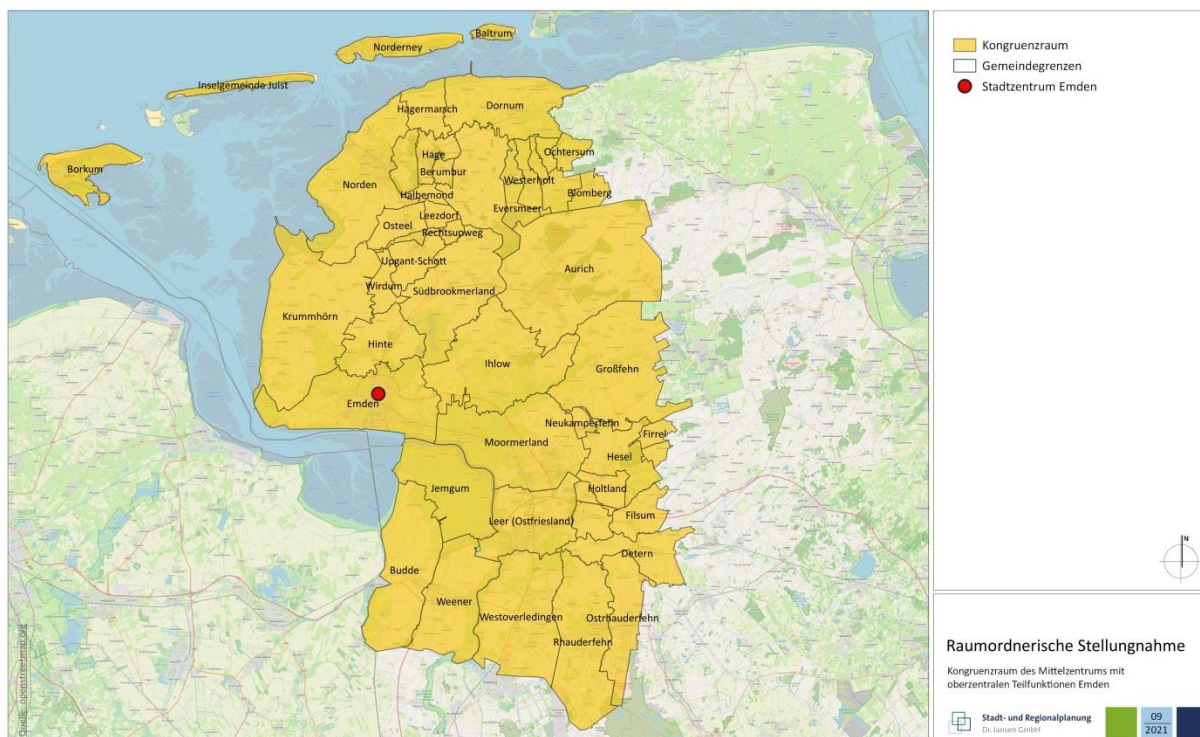 Baltrum
Norderney
Inselgemeinde Juist
Borkum
Hagermarsch
Dornum
Hage
Berumbur
Ochtersum
Westerholt
Blomberg
Norden
Halbemond
Eversmeer
Leezdorf
Osteel
Rechtsupweg
Upgant-Schott
Aurich
Wirdum
Südbrookmerland
Krummhörn
Hinte
Ihlow
Großfehn
Emden
Neukamperfehn
Firrel
Moormerland
Hesel
Jemgum
Holtland
Leer (Ostfriesland)
Filsum
Detern
Budde
Weener
Westoverledingen
Ostrhauderfehn
Rhauderfehn
Quelle: openstreetmap.org
Kongruenzraum
Gemeindegrenzen
Stadtzentrum Emden
N
Raumordnerische Stellungnahme
Kongruenzraum des Mittelzentrums mit
oberzentralen Teilfunktionen Emden
Stadt- und Regionalplanung
Dr. Jansen GmbH
09
2021